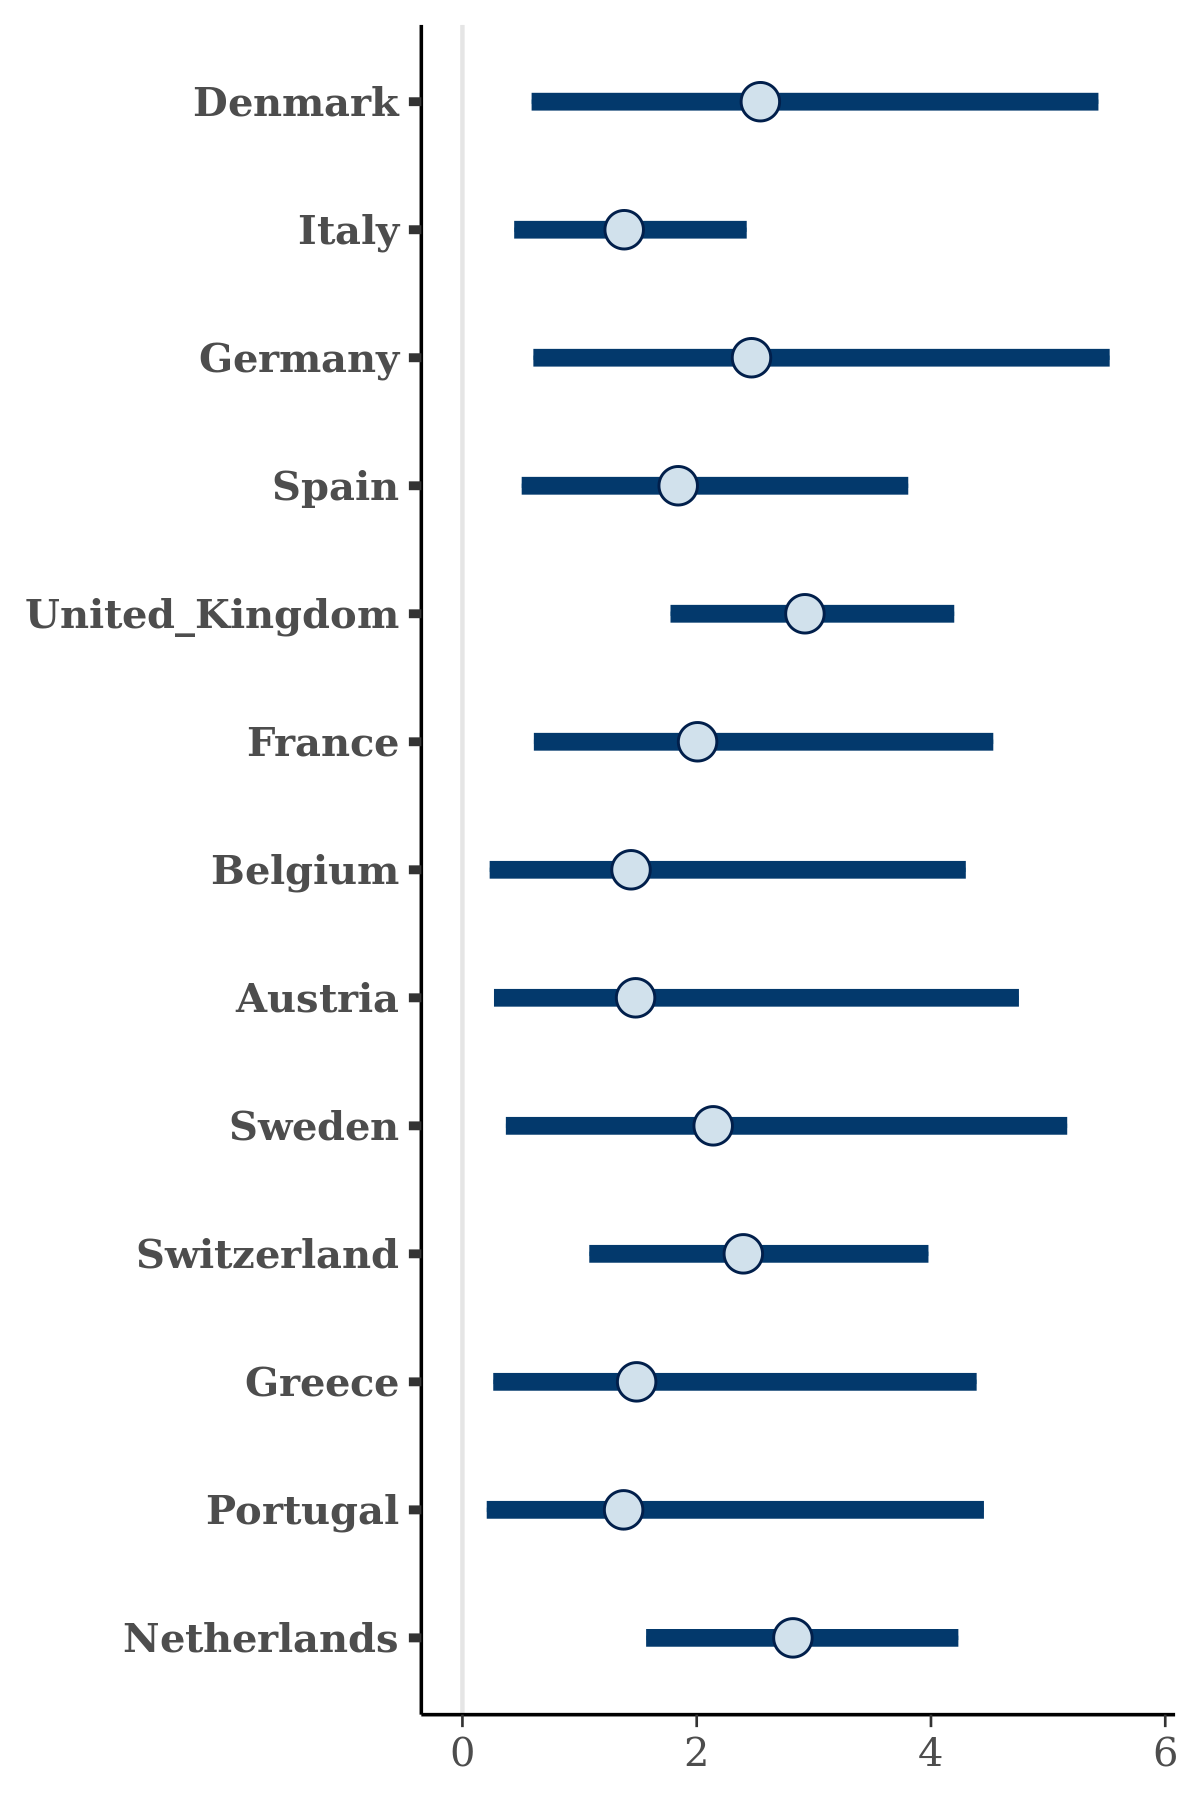 Denmark
Italy
Germany
Spain
United_Kingdom
France
Belgium
Austria
Sweden
Switzerland
Greece
Portugal
Netherlands
0 2 4 6